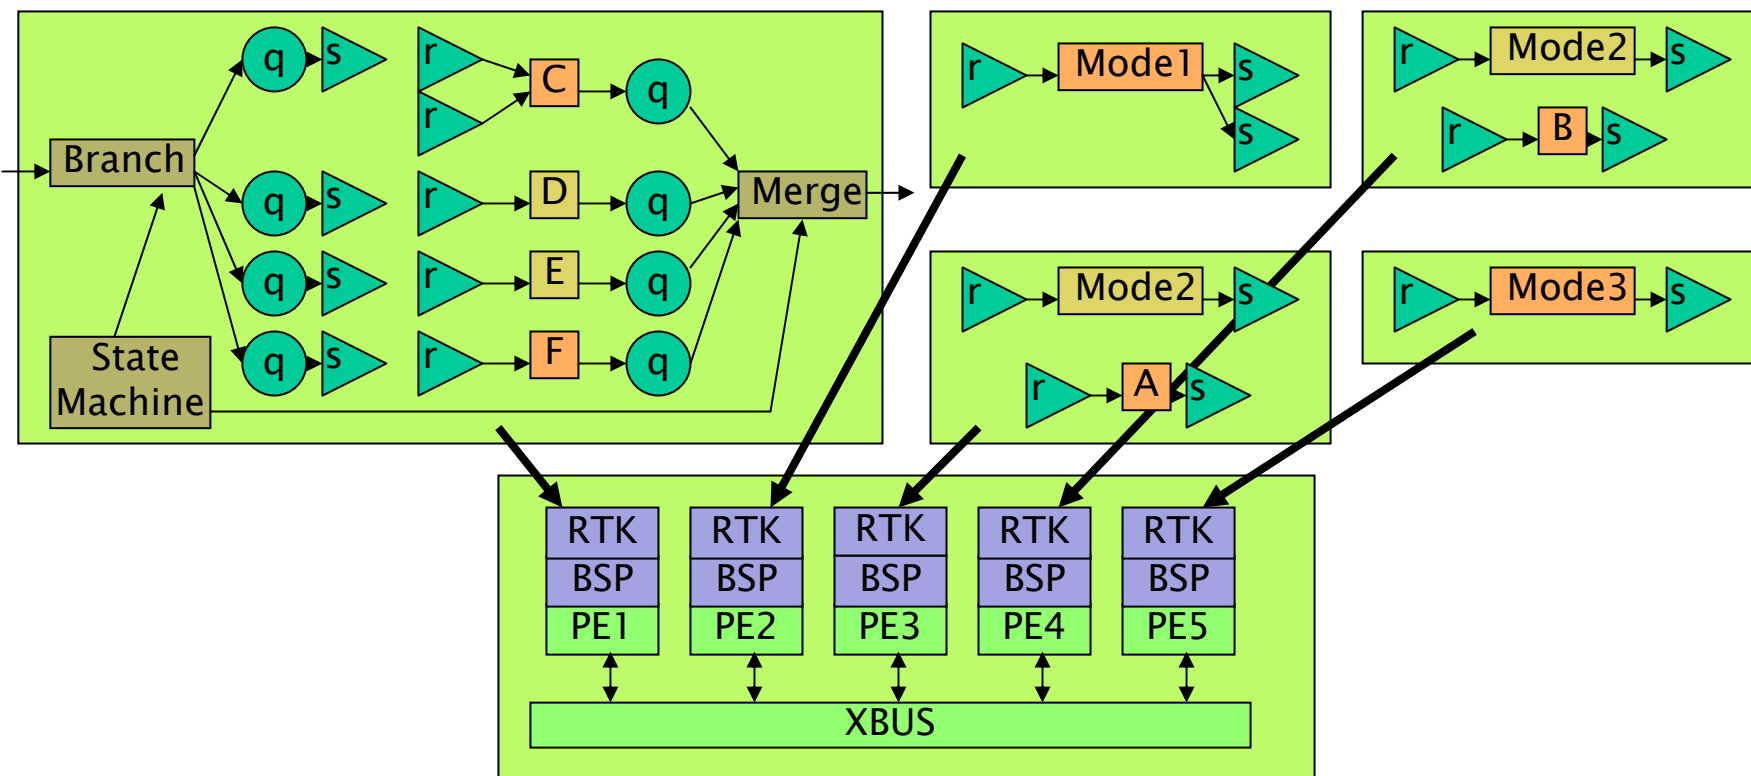 q
s
r
r
C
q
Branch
q
s
r
D
q
Merge
q
s
r
E
q
q
s
r
F
q
State
Machine
r
Mode1
s
s
r
Mode2
s
r
B
s
r
Mode2
s
r
A
s
r
Mode3
s
RTK
RTK
RTK
RTK
RTK
BSP
BSP
BSP
BSP
BSP
PE1
PE2
PE3
PE4
PE5
XBUS